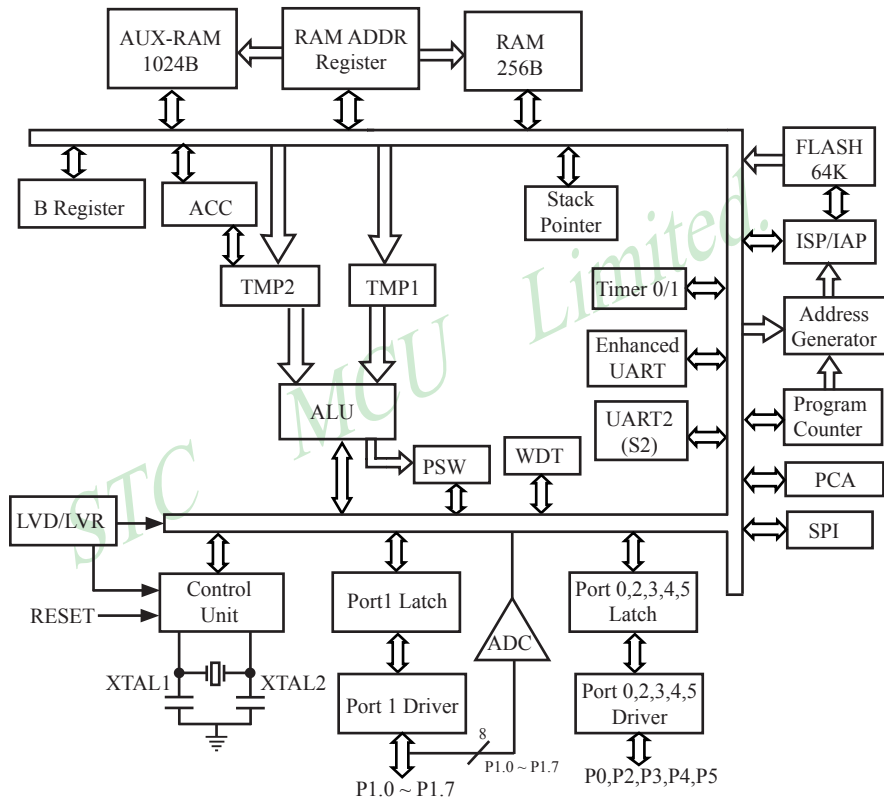 AUX-RAM
1024B
RAM ADDR
Register
RAM
256B
FLASH
64K
B Register
ACC
Stack
Pointer
ISP/IAP
TMP2
TMP1
Timer 0/1
Address
Generator
Enhanced
UART
ALU
Program
Counter
UART2
(S2)
PSW
WDT
PCA
LVD/LVR
SPI
Control
Unit
RESET
Port1 Latch
ADC
Port 0,2,3,4,5
Latch
XTAL1
XTAL2
Port 1 Driver
Port 0,2,3,4,5
Driver
8
P1.0 ~ P1.7
P1.0 ~ P1.7
P0,P2,P3,P4,P5
STC MCU Limited.